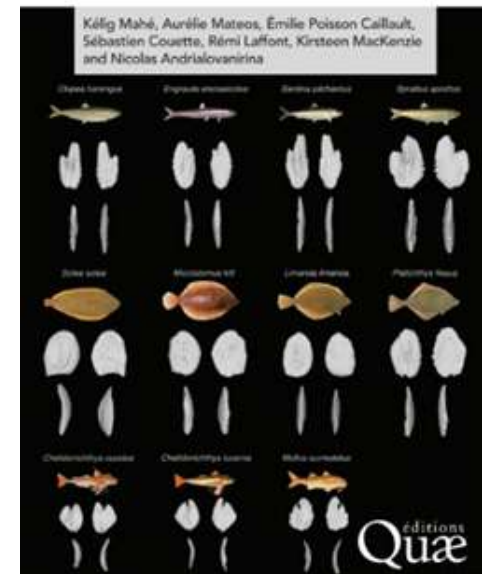 Kélig Mahé, Aurélie Mateos, Émilie Poisson Caillault,
Sébastien Couette, Rémi Laffont, Kirsteen MacKenzie
and Nicolas Andrialovanirina
Clupea harengus Engraulis encrasicolus Sardina pilchardus Sprattus sprattus
Solea solea Microstomus kitt Limanda limanda Platichthys flesus
Chelidonichthys Chelidonichthys lucerna Mullus surmuletus
éditions
Quæ